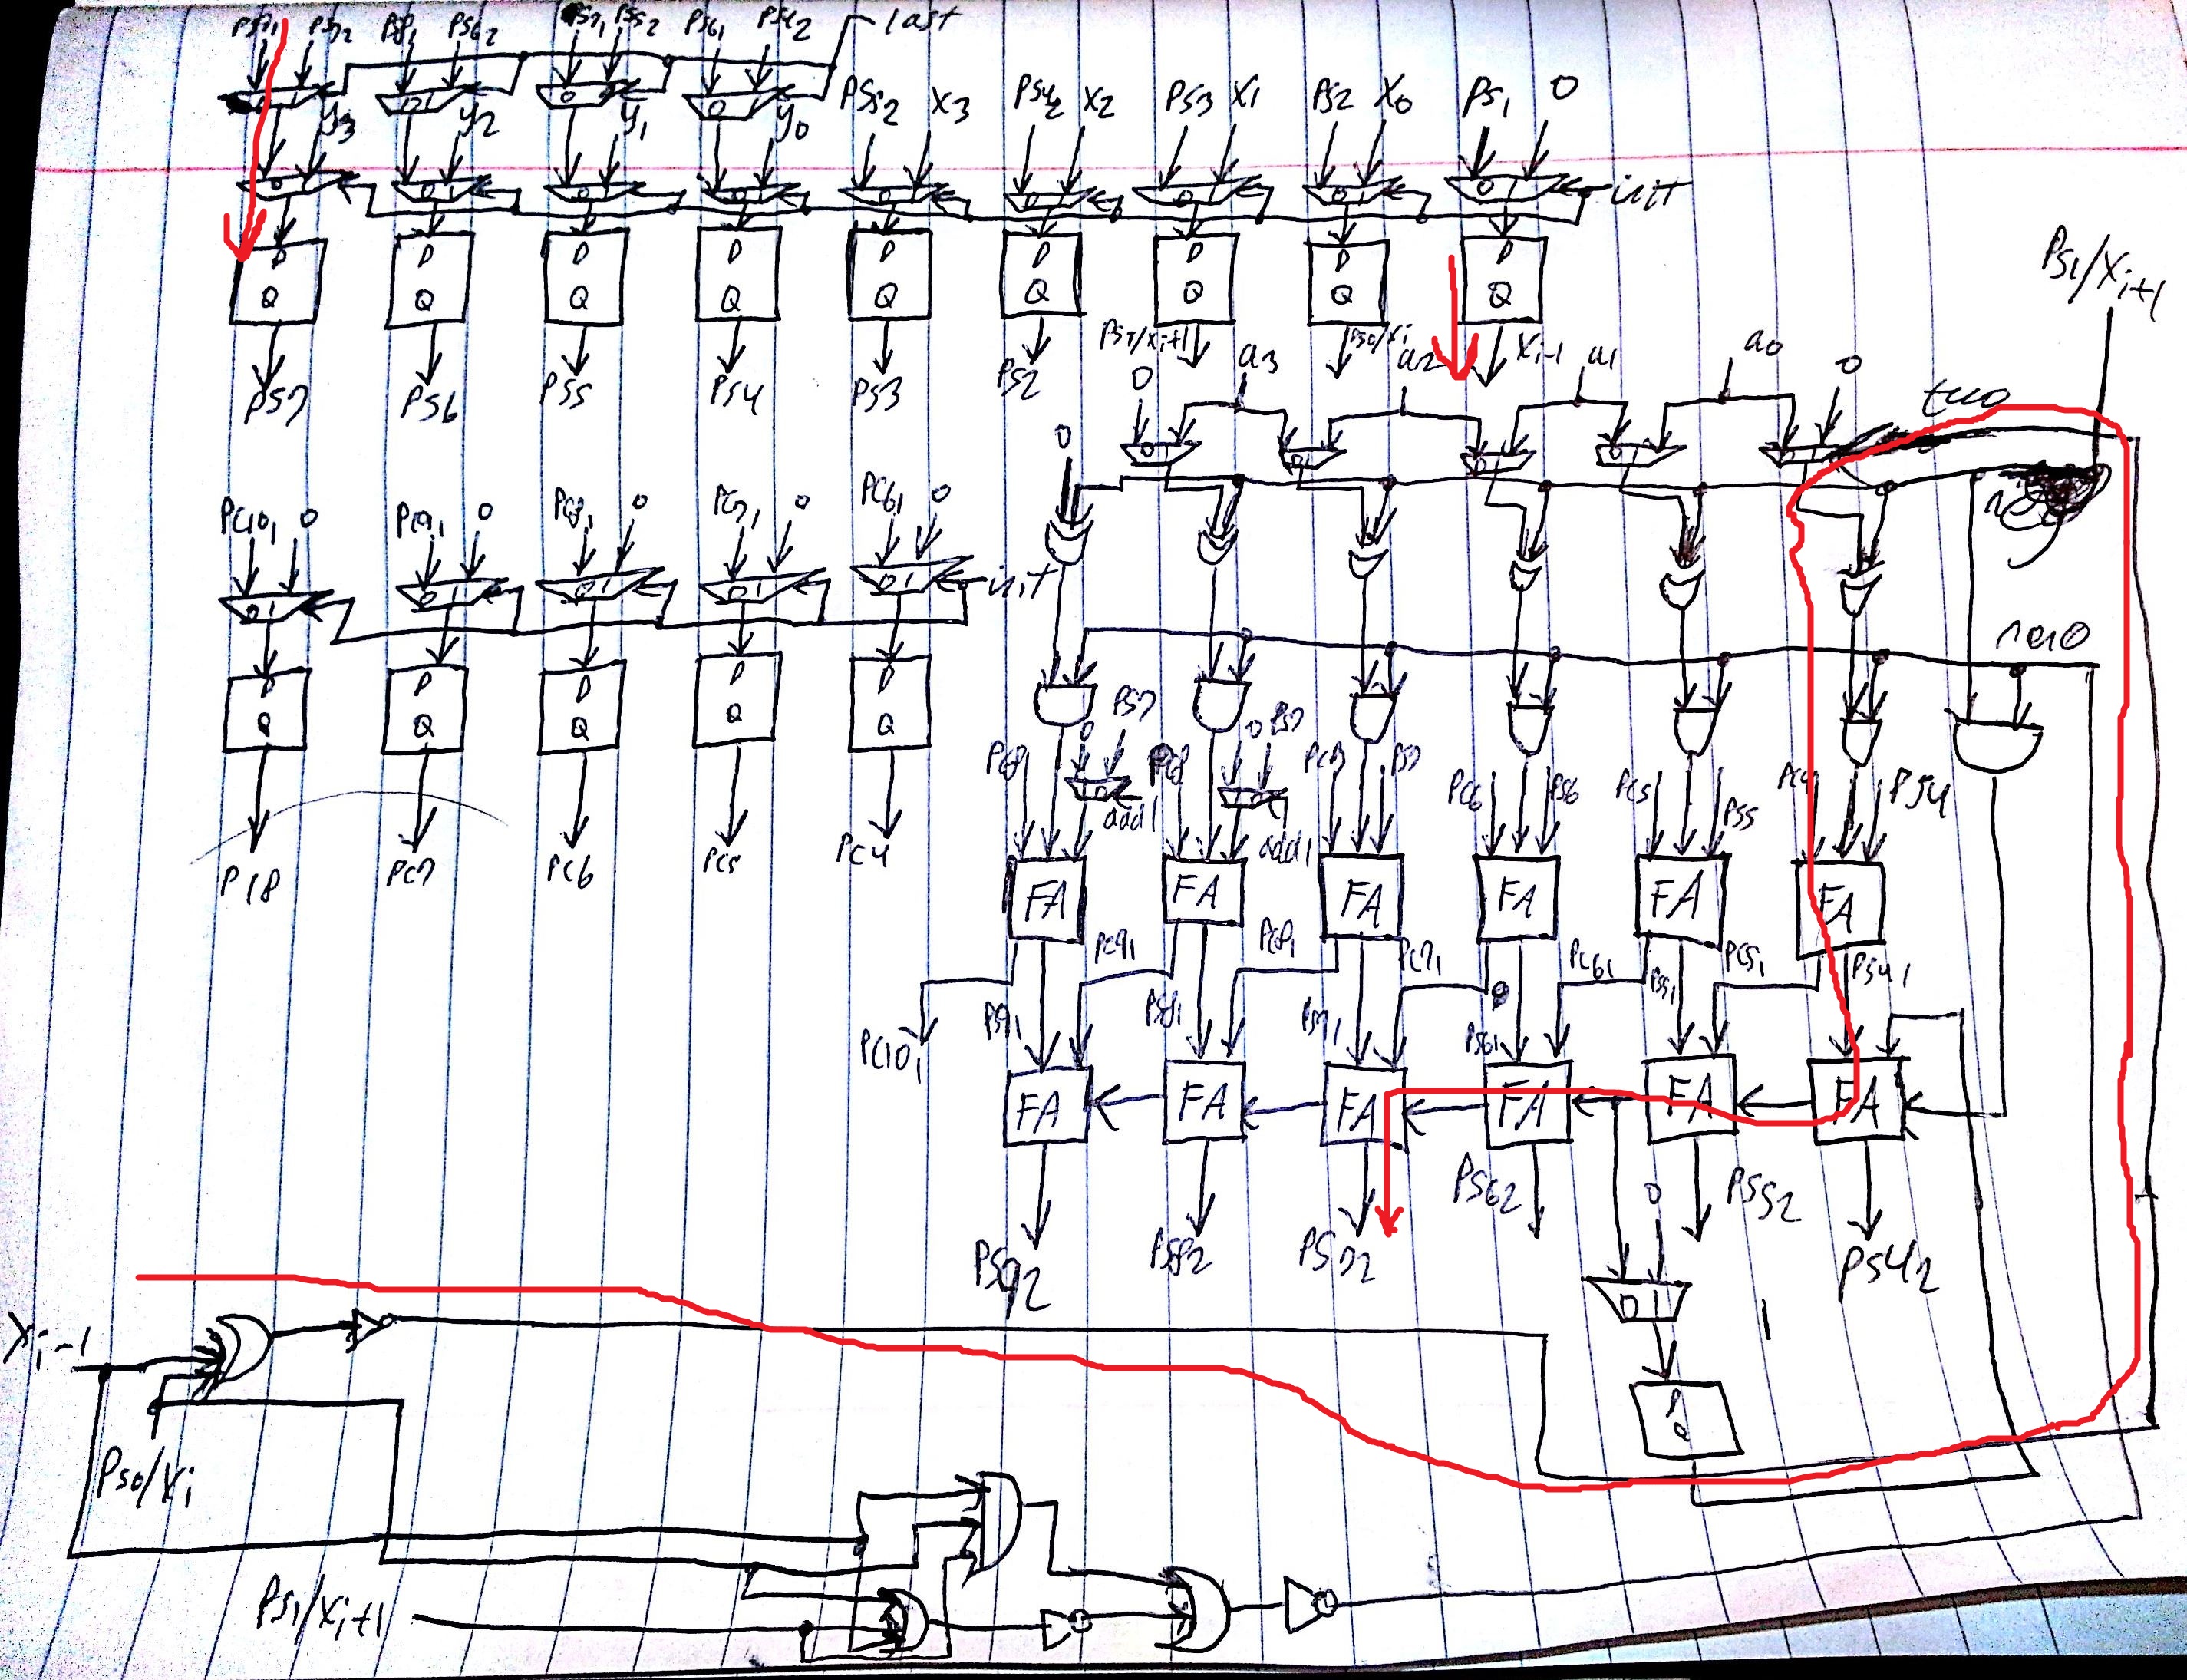 PS71 PS72 PS81 PS62 PS71 PS52 PS61 PS42 last
0 1 0 1 0 1 0 1
PS32 X3 PS42 X2 PS3 X1 PS2 X0 PS1 0
y3 y2 y1 y0
0 1 0 1 0 1 0 1 0 1 0 1 0 1 0 1 0 1 init
D D D D D D D D D
Q Q Q Q Q Q Q Q Q
PS1/Xi+1
PS1/Xi+1 PS0/Xi Xi-1
PS7 PS6 PS5 PS4 PS3 PS2
0 a3 a2 a1 a0 0
two
0
neg
PC101 0 PC91 0 PC81 0 PC71 0 PC61 0
0 1 0 1 0 1 0 1 0 1 init
zero
D D D D D
Q Q Q Q Q
PC8 PC7 PC6 PC5 PC4
0 PS7 0 PS7
PC9 PC8 PC7 PS7 PC6 PS6 PC5 PS5 PC4 PS4
add1 add1
FA FA FA FA FA FA
PC101 PC91 PC81 PC71 PC61 PC51
PS91 PS81 PS71 PS61 PS51 PS41
FA FA FA FA FA FA
PS92 PS82 PS72 PS62 PS52 PS42
0
0 1
Xi-1
D
Q
PS0/Xi
PS1/Xi+1